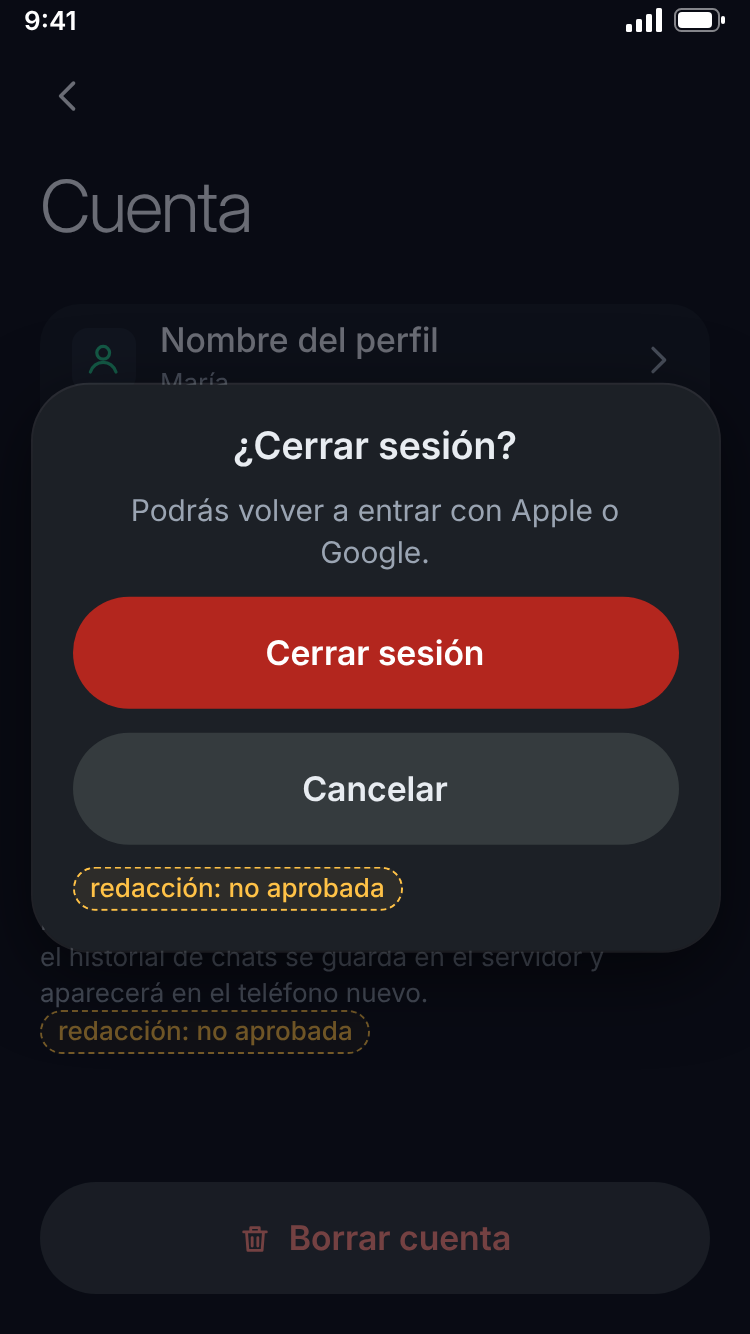 9:41
Cuenta
Nombre del perfil
María
¿Cerrar sesión?
Podrás volver a entrar con Apple o
Google.
Cerrar sesión
Cancelar
redacción: no aprobada
el historial de chats se guarda en el servidor y
aparecerá en el teléfono nuevo.
redacción: no aprobada
Borrar cuenta